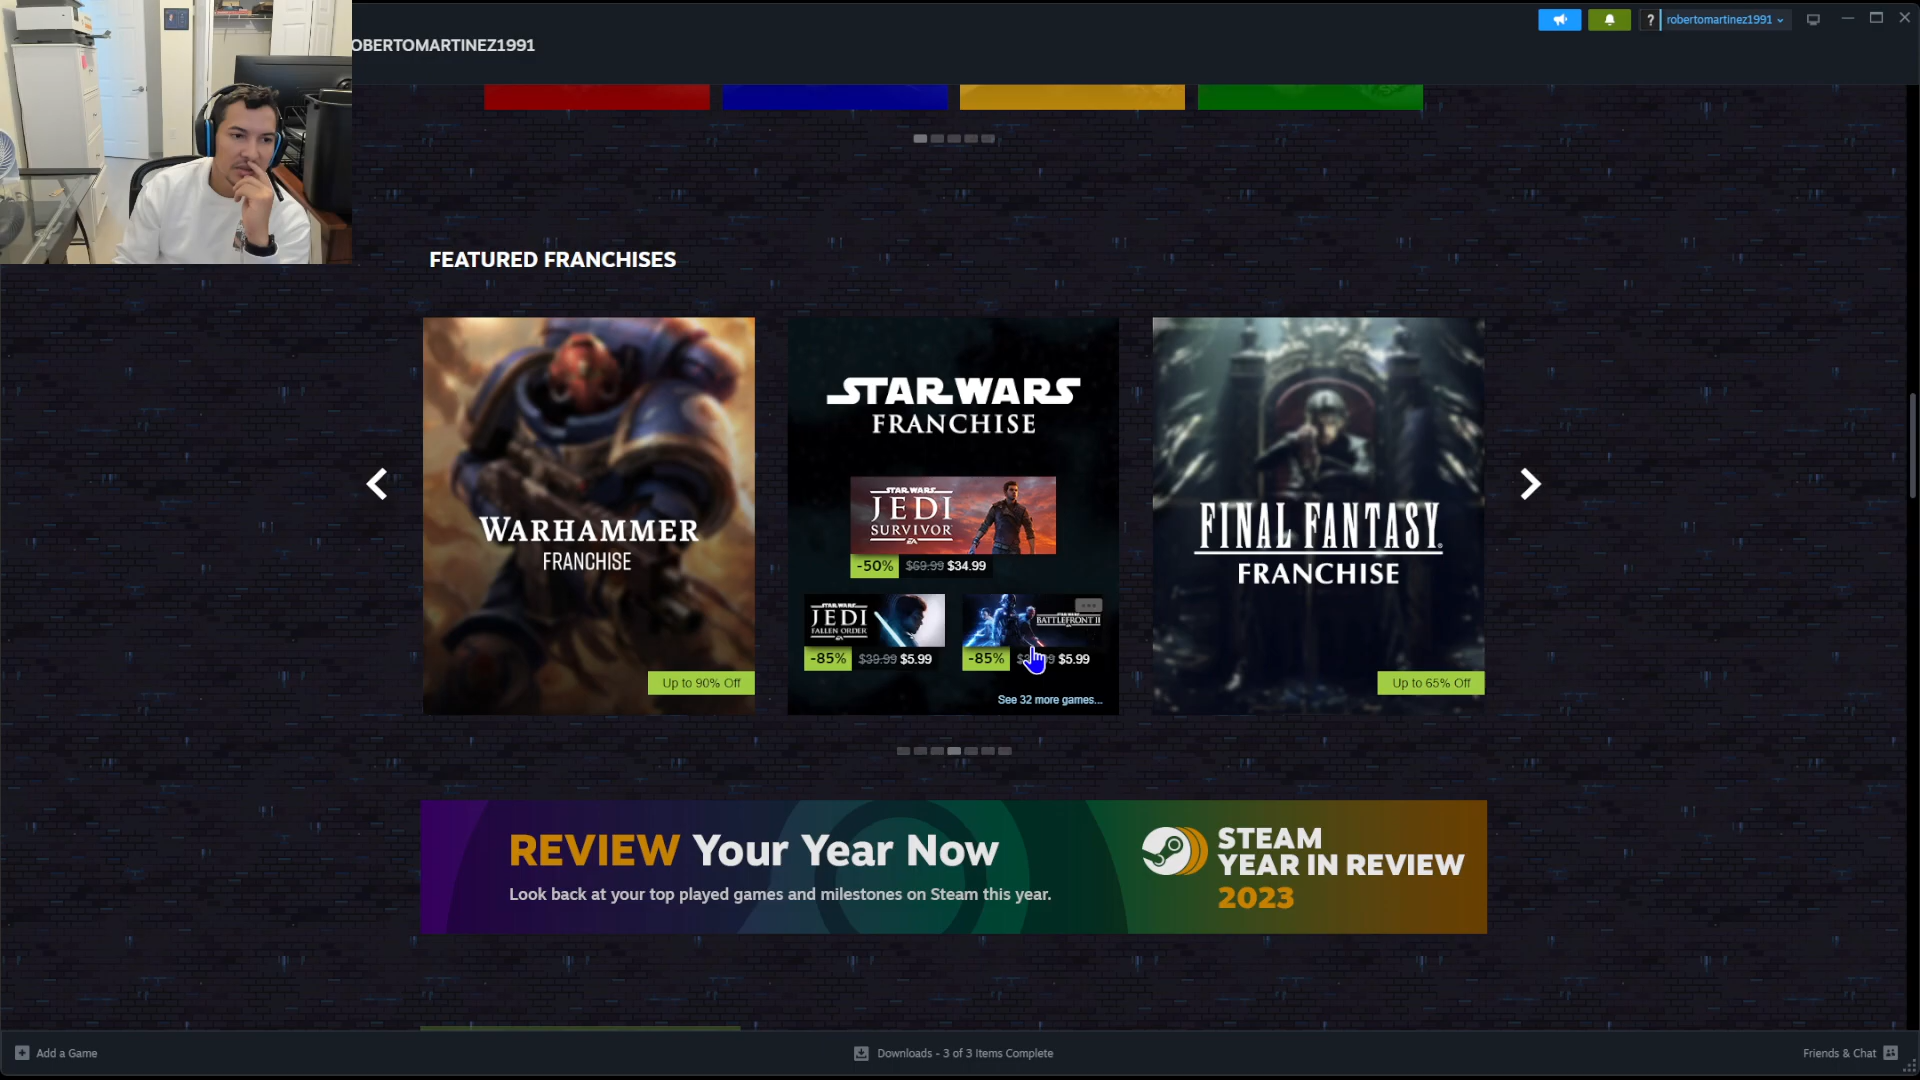 OBERTOMARTINEZ1991
?
robertomartinez1991
FEATURED FRANCHISES
WARHAMMER
FRANCHISE
Up to 90% Off
STAR WARS
FRANCHISE
STAR WARS
JEDI
SURVIVOR
EA
-50% $69.99 $34.99
STAR WARS
JEDI
FALLEN ORDER
EA
-85% $39.99 $5.99
BATTLEFRONT II
-85% $5.99
See 32 more games...
FINAL FANTASY
FRANCHISE
Up to 65% Off
REVIEW Your Year Now
Look back at your top played games and milestones on Steam this year.
STEAM
YEAR IN REVIEW
2023
Add a Game
Downloads - 3 of 3 Items Complete
Friends & Chat